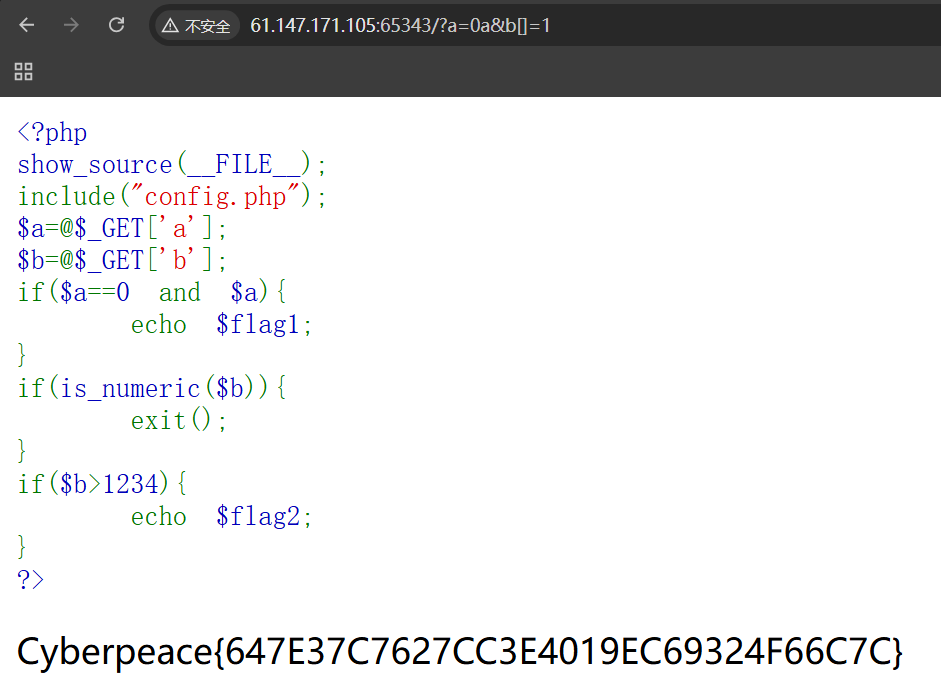 不安全 61.147.171.105:65343/?a=0a&b[]=1
<?php
show_source(__FILE__);
include("config.php");
$a=@$_GET['a'];
$b=@$_GET['b'];
if($a==0 and $a){
echo $flag1;
}
if(is_numeric($b)){
exit();
}
if($b>1234){
echo $flag2;
}
?>
Cyberpeace{647E37C7627CC3E4019EC69324F66C7C}